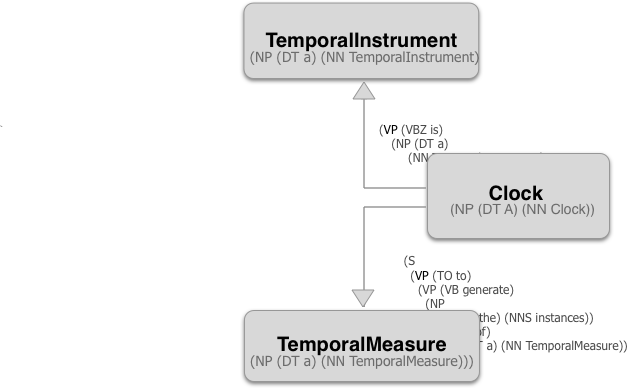 TemporalInstrument
(NP (DT a) (NN TemporalInstrument)
(VP (VBZ is)
(NP (DT a)
(NN
Clock
(NP (DT A) (NN Clock))
(S
(VP (TO to)
(VP (VB generate)
(NP
the) (NNS instances))
of)
a) (NN TemporalMeasure))
TemporalMeasure
(NP (DT a) (NN TemporalMeasure)))